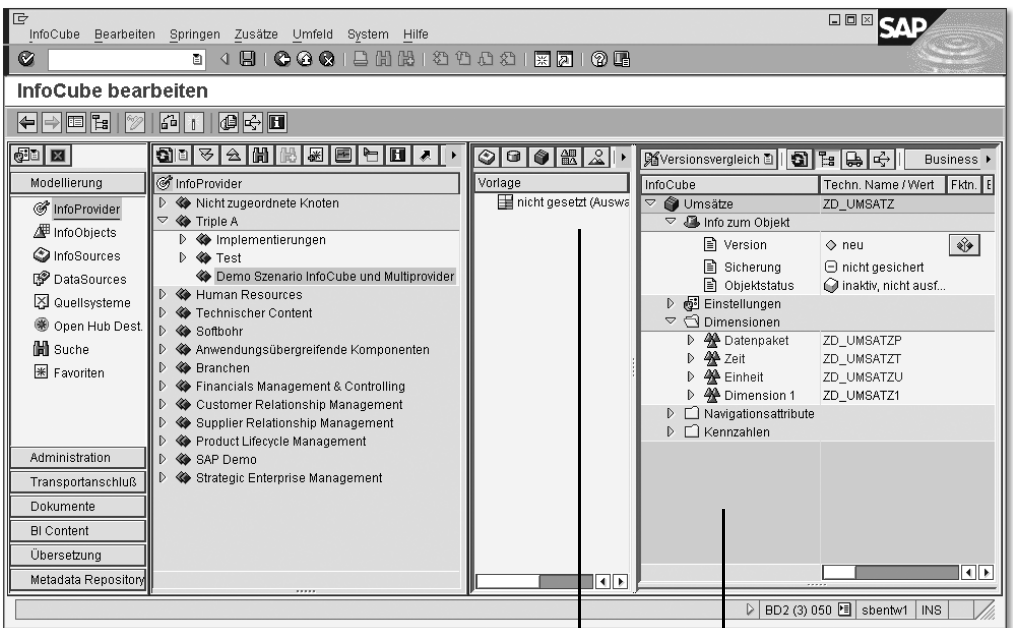 InfoCube Bearbeiten Springen Zusätze Umfeld System Hilfe
SAP
InfoCube bearbeiten
Versionsvergleich Business
Modellierung
InfoProvider
InfoObjects
InfoSources
DataSources
Quellsysteme
Open Hub Dest.
Suche
Favoriten
Administration
Transportanschluß
Dokumente
BI Content
Übersetzung
Metadata Repository
InfoProvider
Nicht zugeordnete Knoten
Triple A
Implementierungen
Test
Demo Szenario InfoCube und Multiprovider
Human Resources
Technischer Content
Softbohr
Anwendungsübergreifende Komponenten
Branchen
Financials Management & Controlling
Customer Relationship Management
Supplier Relationship Management
Product Lifecycle Management
SAP Demo
Strategic Enterprise Management
Vorlage
nicht gesetzt (Auswa
InfoCube Techn. Name / Wert Fktn. E
Umsätze ZD_UMSATZ
Info zum Objekt
Version neu
Sicherung nicht gesichert
Objektstatus inaktiv, nicht ausf...
Einstellungen
Dimensionen
Datenpaket ZD_UMSATZP
Zeit ZD_UMSATZT
Einheit ZD_UMSATZU
Dimension 1 ZD_UMSATZ1
Navigationsattribute
Kennzahlen
BD2 (3) 050 sbentw1 INS